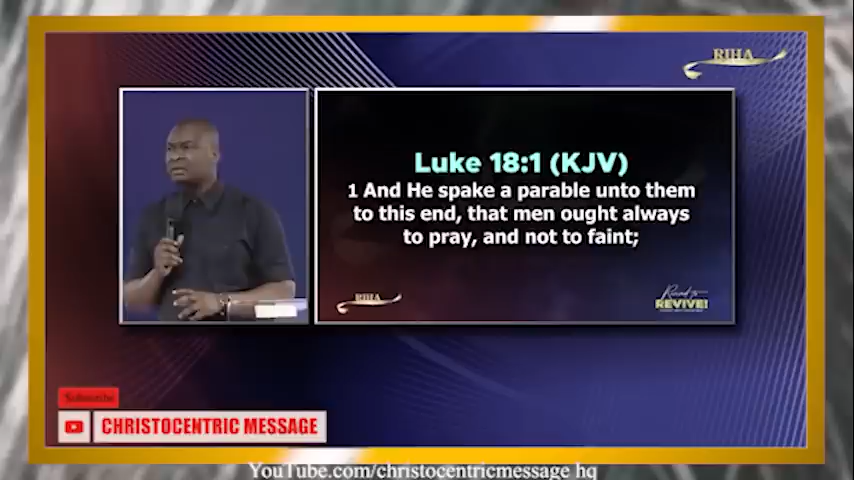 RIHA
Luke 18:1 (KJV)
1 And He spake a parable unto them
to this end, that men ought always
to pray, and not to faint;
RIHA
REVIVE!
Subscribe
CHRISTOCENTRIC MESSAGE
YouTube.com/christocentricmessage hq